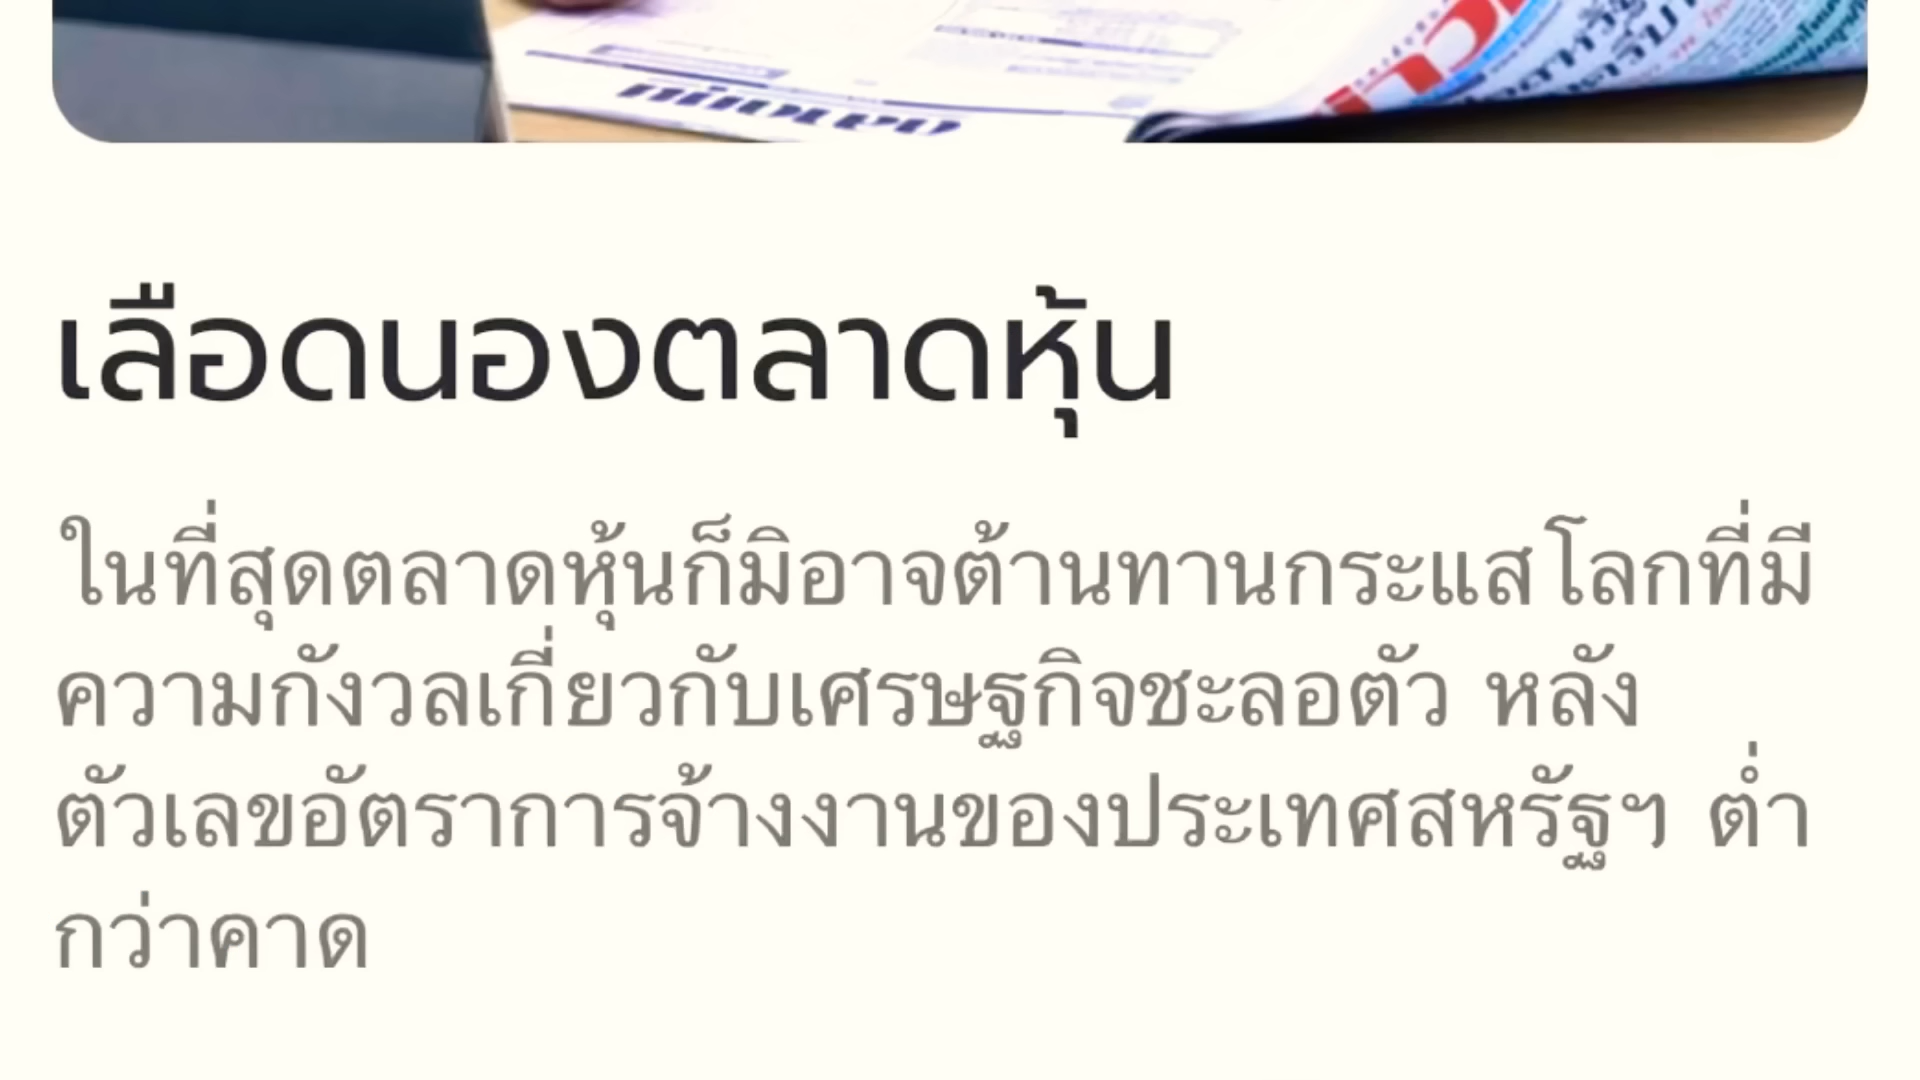 เลือดนองตลาดหุ้น
ในที่สุดตลาดหุ้นก็มิอาจต้านทานกระแสโลกที่มี
ความกังวลเกี่ยวกับเศรษฐกิจชะลอตัว หลัง
ตัวเลขอัตราการจ้างงานของประเทศสหรัฐฯ ต่ำ
กว่าคาด